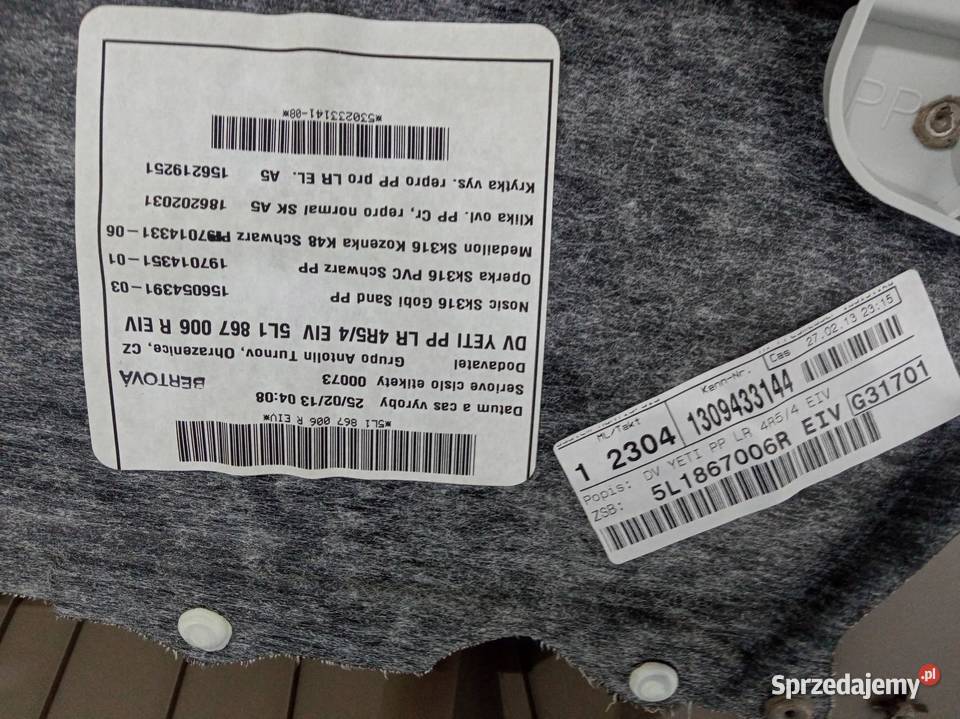 *5L1 867 006 R EIV*
Datum a cas vyroby 25/02/13 04:08
Seriove cislo etikety 00073 BERTOVÁ
Dodavatel Grupo Antolin Turnov, Ohrazenice, CZ
DV YETI PP LR 4R5/4 EIV 5L1 867 006 R EIV
Nosic Sk316 Gobi Sand PP 156054391-03
Operka Sk316 PVC Schwarz PP 197014351-01
Medailon Sk316 Kozenka K48 Schwarz PP 197014331-06
Klika ovl. PP Cr, repro normal SK A5 186202031
Krytka vys. repro PP pro LR EL. A5 156219251
*5302333141-08*
ML/Takt Kenn-Nr. Cas 27.02.13 23:15
1 2304 1309433144
Popis: DV YETI PP LR 4R5/4 EIV
ZSB: 5L1867006R EIV G31701
PP
Sprzedajemy.pl